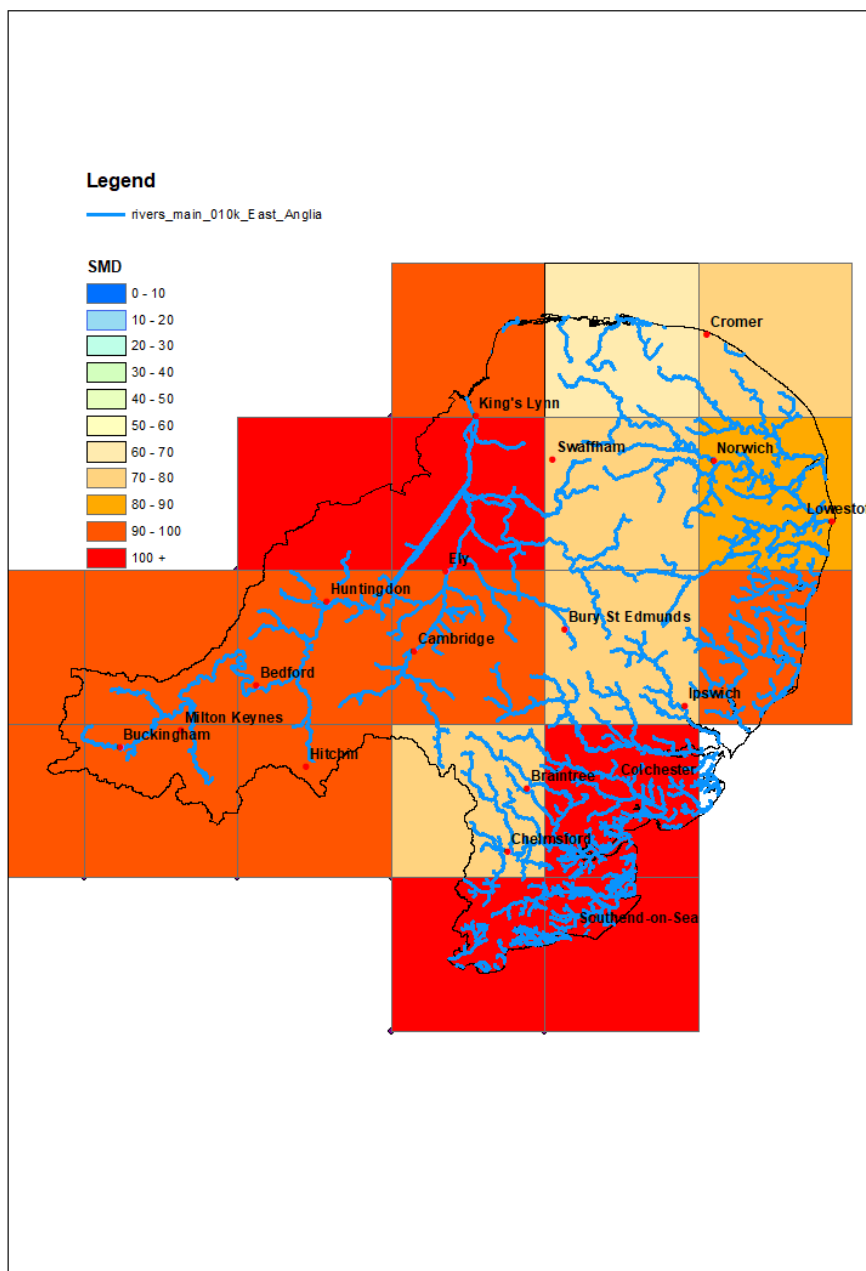 Legend
rivers_main_010k_East_Anglia
SMD
0 - 10
10 - 20
20 - 30
30 - 40
40 - 50
50 - 60
60 - 70
70 - 80
80 - 90
90 - 100
100 +
Cromer
King's Lynn
Swaffham
Norwich
Lowestof
Ely
Huntingdon
Bury St Edmunds
Cambridge
Bedford
Ipswich
Milton Keynes
Buckingham
Hitchin
Colchester
Braintree
Chelmsford
Southend-on-Sea